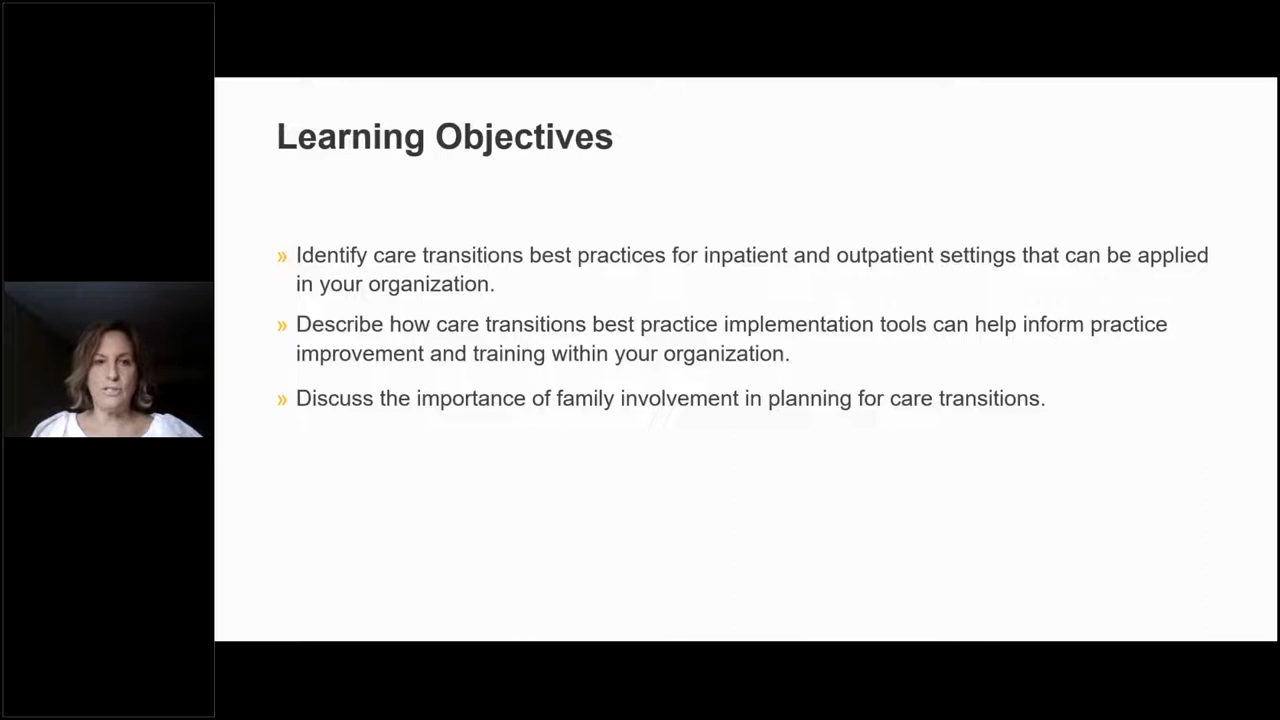 Learning Objectives
» Identify care transitions best practices for inpatient and outpatient settings that can be applied
in your organization.
» Describe how care transitions best practice implementation tools can help inform practice
improvement and training within your organization.
» Discuss the importance of family involvement in planning for care transitions.